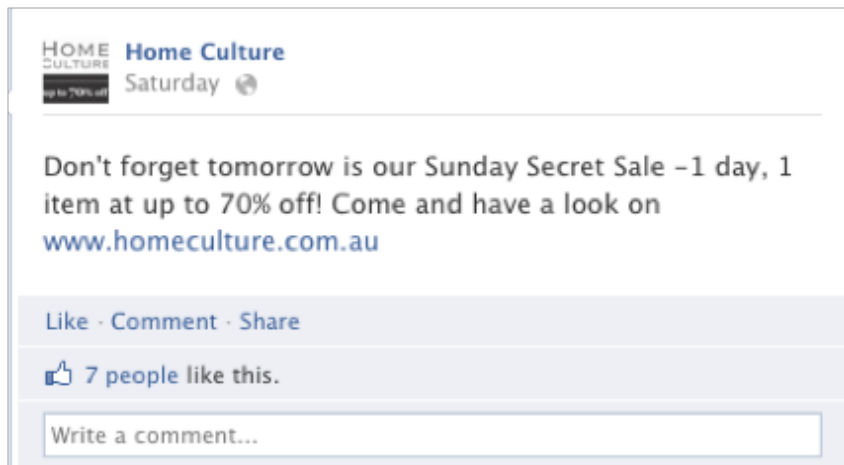 HOME
CULTURE
up to 70% off
Home Culture
Saturday
Don't forget tomorrow is our Sunday Secret Sale –1 day, 1
item at up to 70% off! Come and have a look on
www.homeculture.com.au
Like · Comment · Share
7 people like this.
Write a comment...